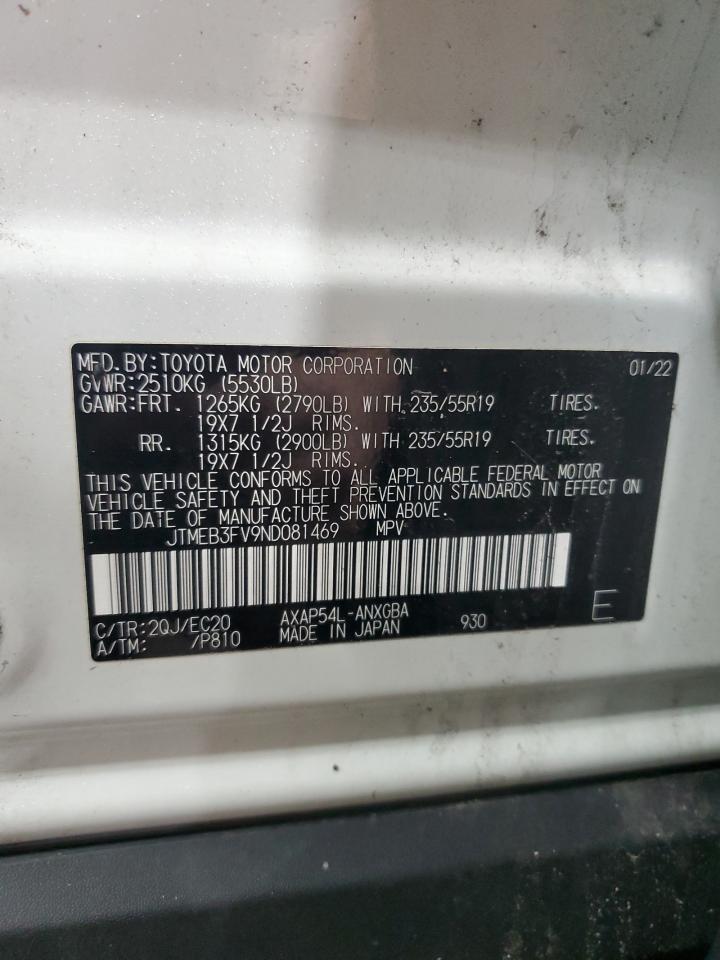 MFD. BY: TOYOTA MOTOR CORPORATION 01/22
GVWR: 2510KG (5530LB)
GAWR: FRT. 1265KG (2790LB) WITH 235/55R19 TIRES.
19X7 1/2J RIMS.
RR. 1315KG (2900LB) WITH 235/55R19 TIRES.
19X7 1/2J RIMS.
THIS VEHICLE CONFORMS TO ALL APPLICABLE FEDERAL MOTOR
VEHICLE SAFETY AND THEFT PREVENTION STANDARDS IN EFFECT ON
THE DATE OF MANUFACTURE SHOWN ABOVE.
JTMEB3FV9ND081469 MPV
C/TR: 2QJ/EC20 AXAP54L-ANXGBA 930 E
A/TM: /P810 MADE IN JAPAN